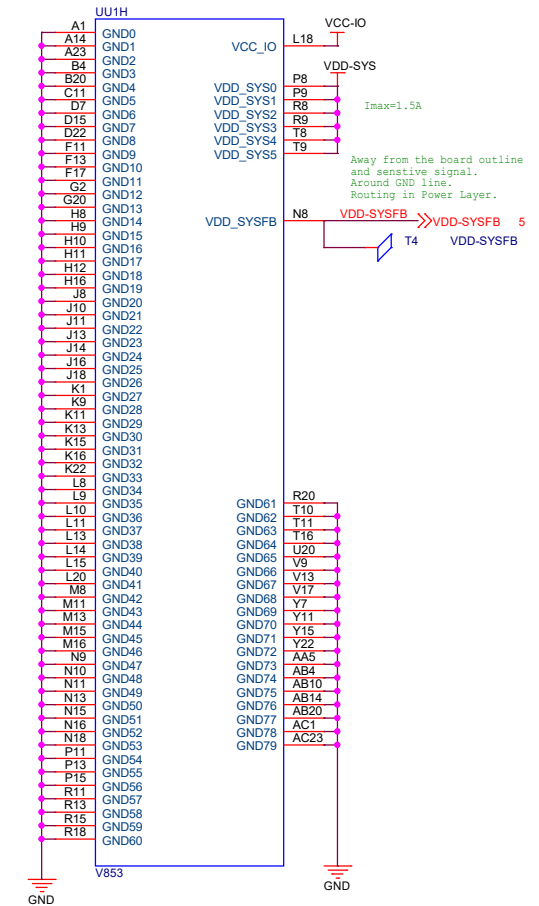 UU1H
A1 GND0
A14 GND1
A23 GND2
B4 GND3
B20 GND4
C11 GND5
D7 GND6
D15 GND7
D22 GND8
F11 GND9
F13 GND10
F17 GND11
G2 GND12
G20 GND13
H8 GND14
H9 GND15
H10 GND16
H11 GND17
H12 GND18
H16 GND19
J8 GND20
J10 GND21
J11 GND22
J13 GND23
J14 GND24
J16 GND25
J18 GND26
K1 GND27
K9 GND28
K11 GND29
K13 GND30
K15 GND31
K16 GND32
K22 GND33
L8 GND34
L9 GND35
L10 GND36
L11 GND37
L13 GND38
L14 GND39
L15 GND40
L20 GND41
M8 GND42
M11 GND43
M13 GND44
M15 GND45
M16 GND46
N9 GND47
N10 GND48
N11 GND49
N13 GND50
N15 GND51
N16 GND52
N18 GND53
P11 GND54
P13 GND55
P15 GND56
R11 GND57
R13 GND58
R15 GND59
R18 GND60
GND
V853
VCC-IO
VCC_IO L18
VDD-SYS
VDD_SYS0 P8
VDD_SYS1 P9
VDD_SYS2 R8
VDD_SYS3 R9
VDD_SYS4 T8
VDD_SYS5 T9
Imax=1.5A
Away from the board outline
and senstive signal.
Around GND line.
Routing in Power Layer.
VDD_SYSFB N8 VDD-SYSFB VDD-SYSFB 5
T4 VDD-SYSFB
GND61 R20
GND62 T10
GND63 T11
GND64 T16
GND65 U20
GND66 V9
GND67 V13
GND68 V17
GND69 Y7
GND70 Y11
GND71 Y15
GND72 Y22
GND73 AA5
GND74 AB4
GND75 AB10
GND76 AB14
GND77 AB20
GND78 AC1
GND79 AC23
GND